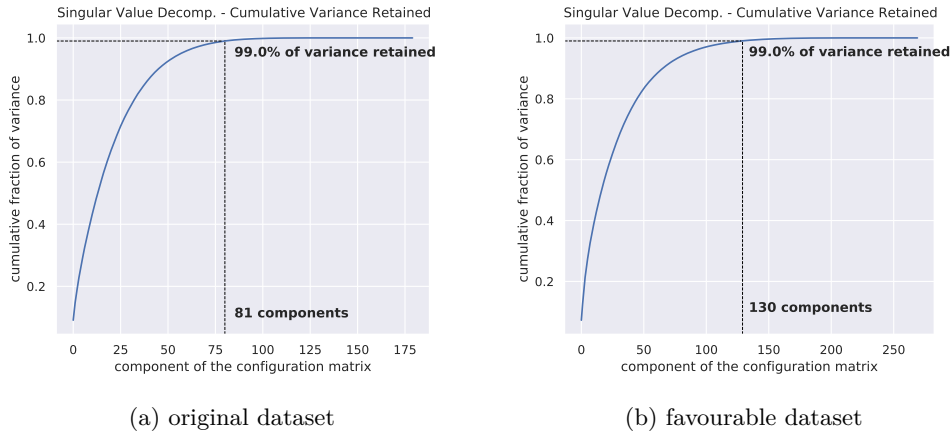 Singular Value Decomp. - Cumulative Variance Retained
1.0
0.8
0.6
0.4
0.2
cumulative fraction of variance
99.0% of variance retained
81 components
0 25 50 75 100 125 150 175
component of the configuration matrix
(a) original dataset
Singular Value Decomp. - Cumulative Variance Retained
1.0
0.8
0.6
0.4
0.2
cumulative fraction of variance
99.0% of variance retained
130 components
0 50 100 150 200 250
component of the configuration matrix
(b) favourable dataset